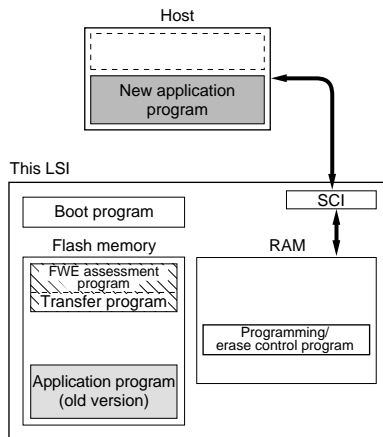 Host
New application
program
This LSI
SCI
Boot program
Flash memory
RAM
FWE assessment
program
Transfer program
Programming/
erase control program
Application program
(old version)